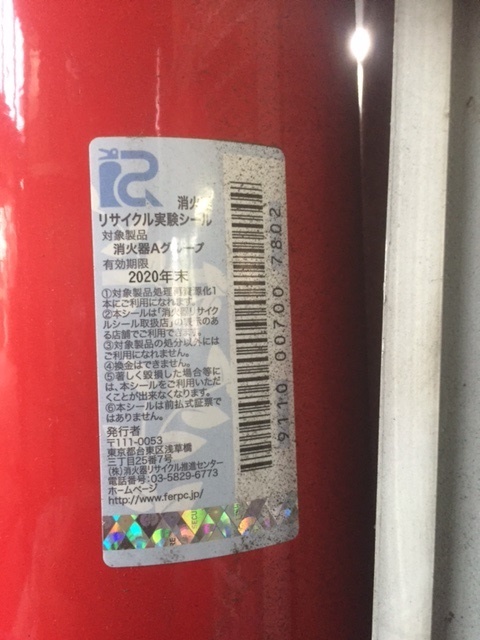 消火
リサイクル実験シール
対象製品
消火器Aグループ
有効期限
2020年末
①対象製品処理再資源化1
本にご利用になれます。
②本シールは「消火器リサイク
ルシール取扱店」の表示のあ
る店舗でご利用できます。
③対象製品の処分以外には
ご利用になれません。
④換金はできません。
⑤著しく毀損した場合等に
は、本シールをご利用いただ
くことが出来なくなります。
⑥本シールは前払式証票で
はありません。
発行者
〒111-0053
東京都台東区浅草橋
三丁目25番7号
(株)消火器リサイクル推進センター
電話番号:03-5829-6773
ホームページ
http://www.ferpc.jp/
9110 00700 7802